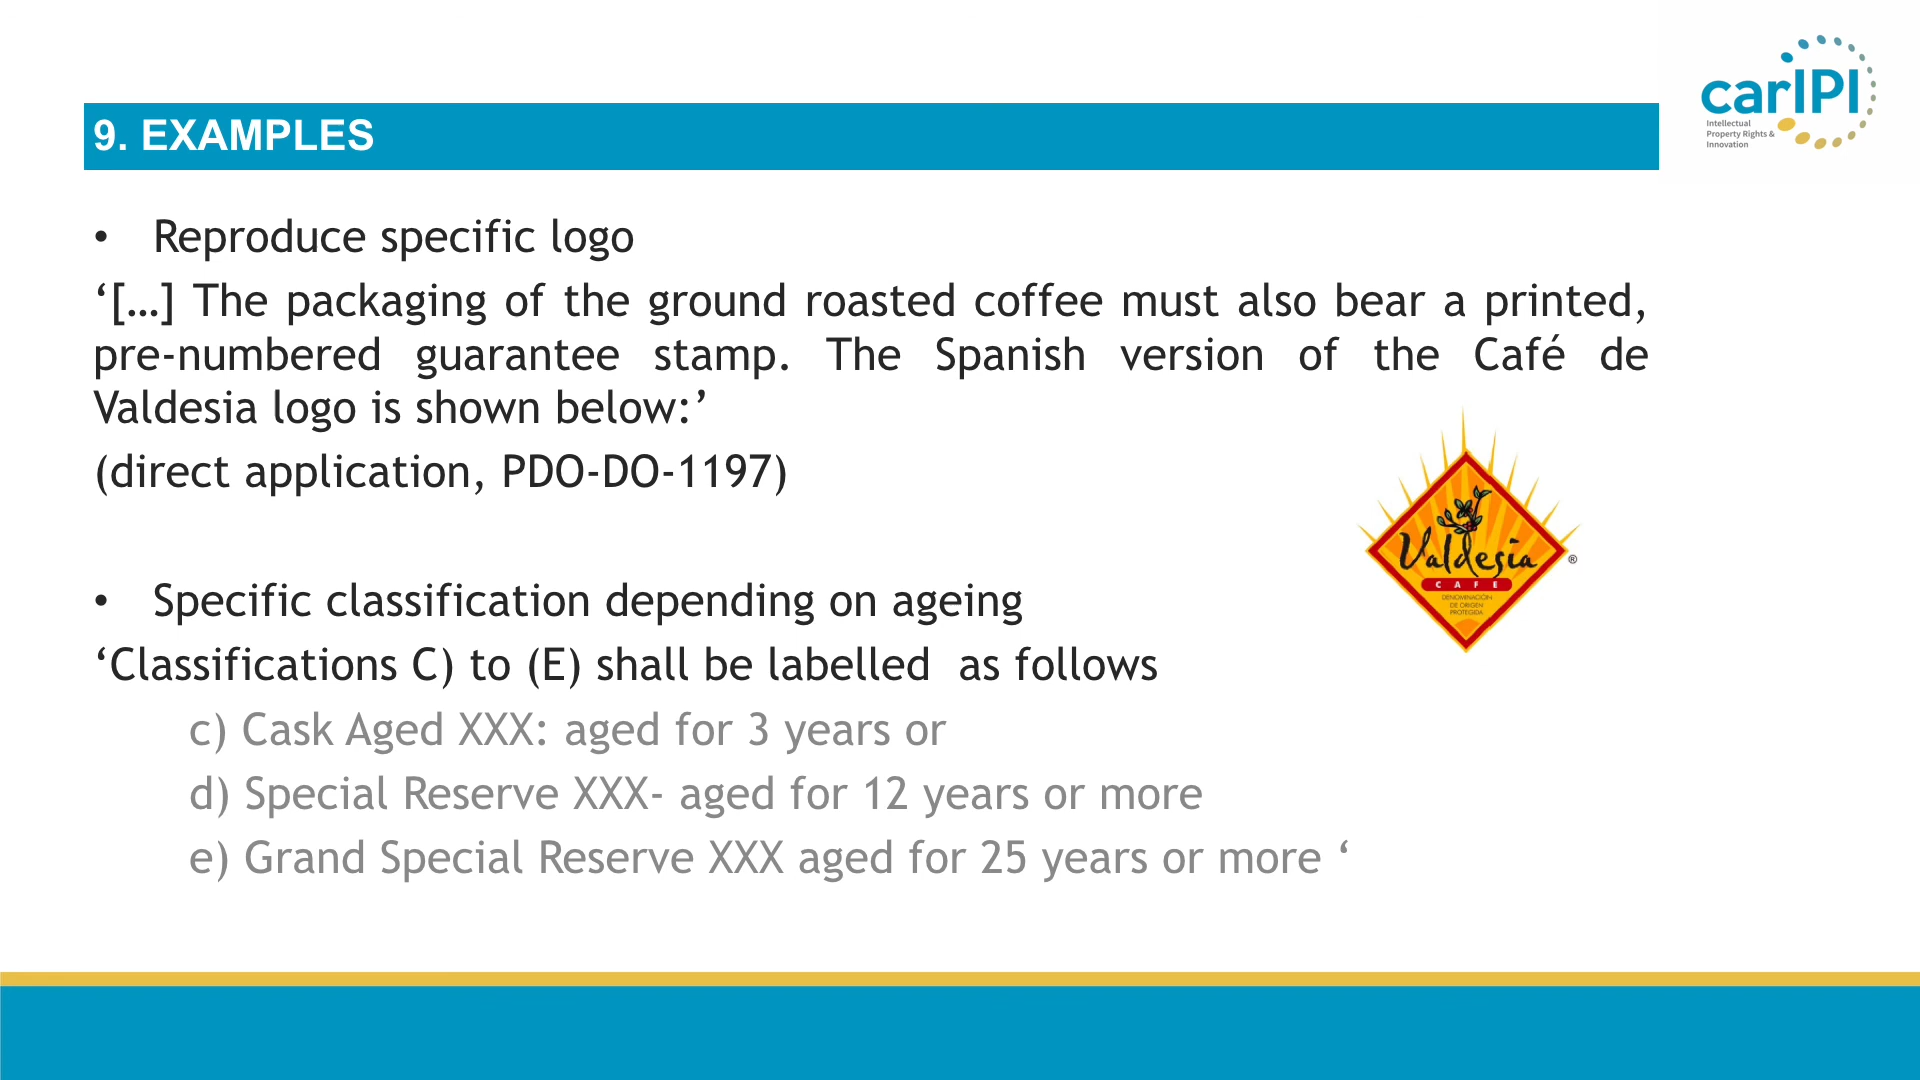 carIPI
Intellectual
Property Rights &
Innovation
9. EXAMPLES
• Reproduce specific logo
‘[…] The packaging of the ground roasted coffee must also bear a printed,
pre-numbered guarantee stamp. The Spanish version of the Café de
Valdesia logo is shown below:’
(direct application, PDO-DO-1197)
Valdesia
®
CAFE
DENOMINACIÓN
DE ORIGEN
PROTEGIDA
• Specific classification depending on ageing
‘Classifications C) to (E) shall be labelled  as follows
c) Cask Aged XXX: aged for 3 years or
d) Special Reserve XXX- aged for 12 years or more
e) Grand Special Reserve XXX aged for 25 years or more ‘